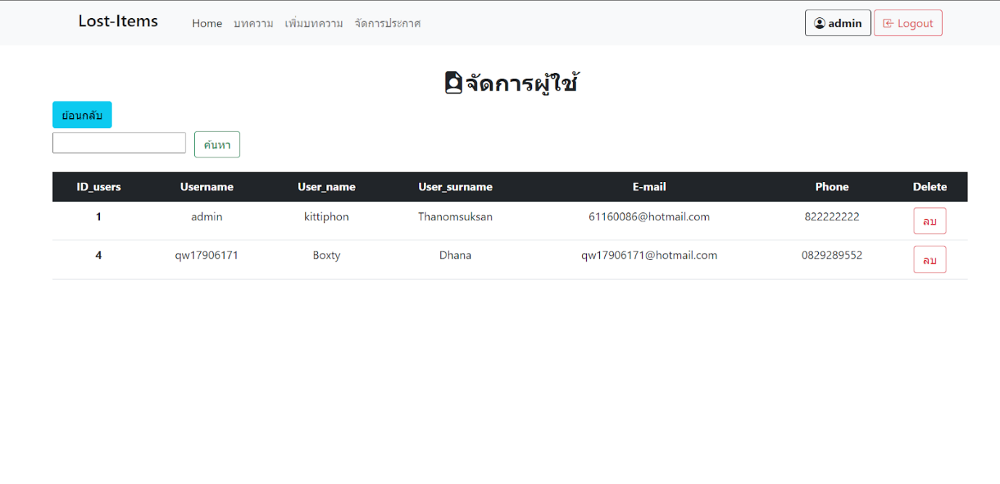 Lost-Items Home บทความ เพิ่มบทความ จัดการประกาศ admin Logout
จัดการผู้ใช้
ย้อนกลับ
ค้นหา
ID_users Username User_name User_surname E-mail Phone Delete
1 admin kittiphon Thanomsuksan 61160086@hotmail.com 822222222 ลบ
4 qw17906171 Boxty Dhana qw17906171@hotmail.com 0829289552 ลบ